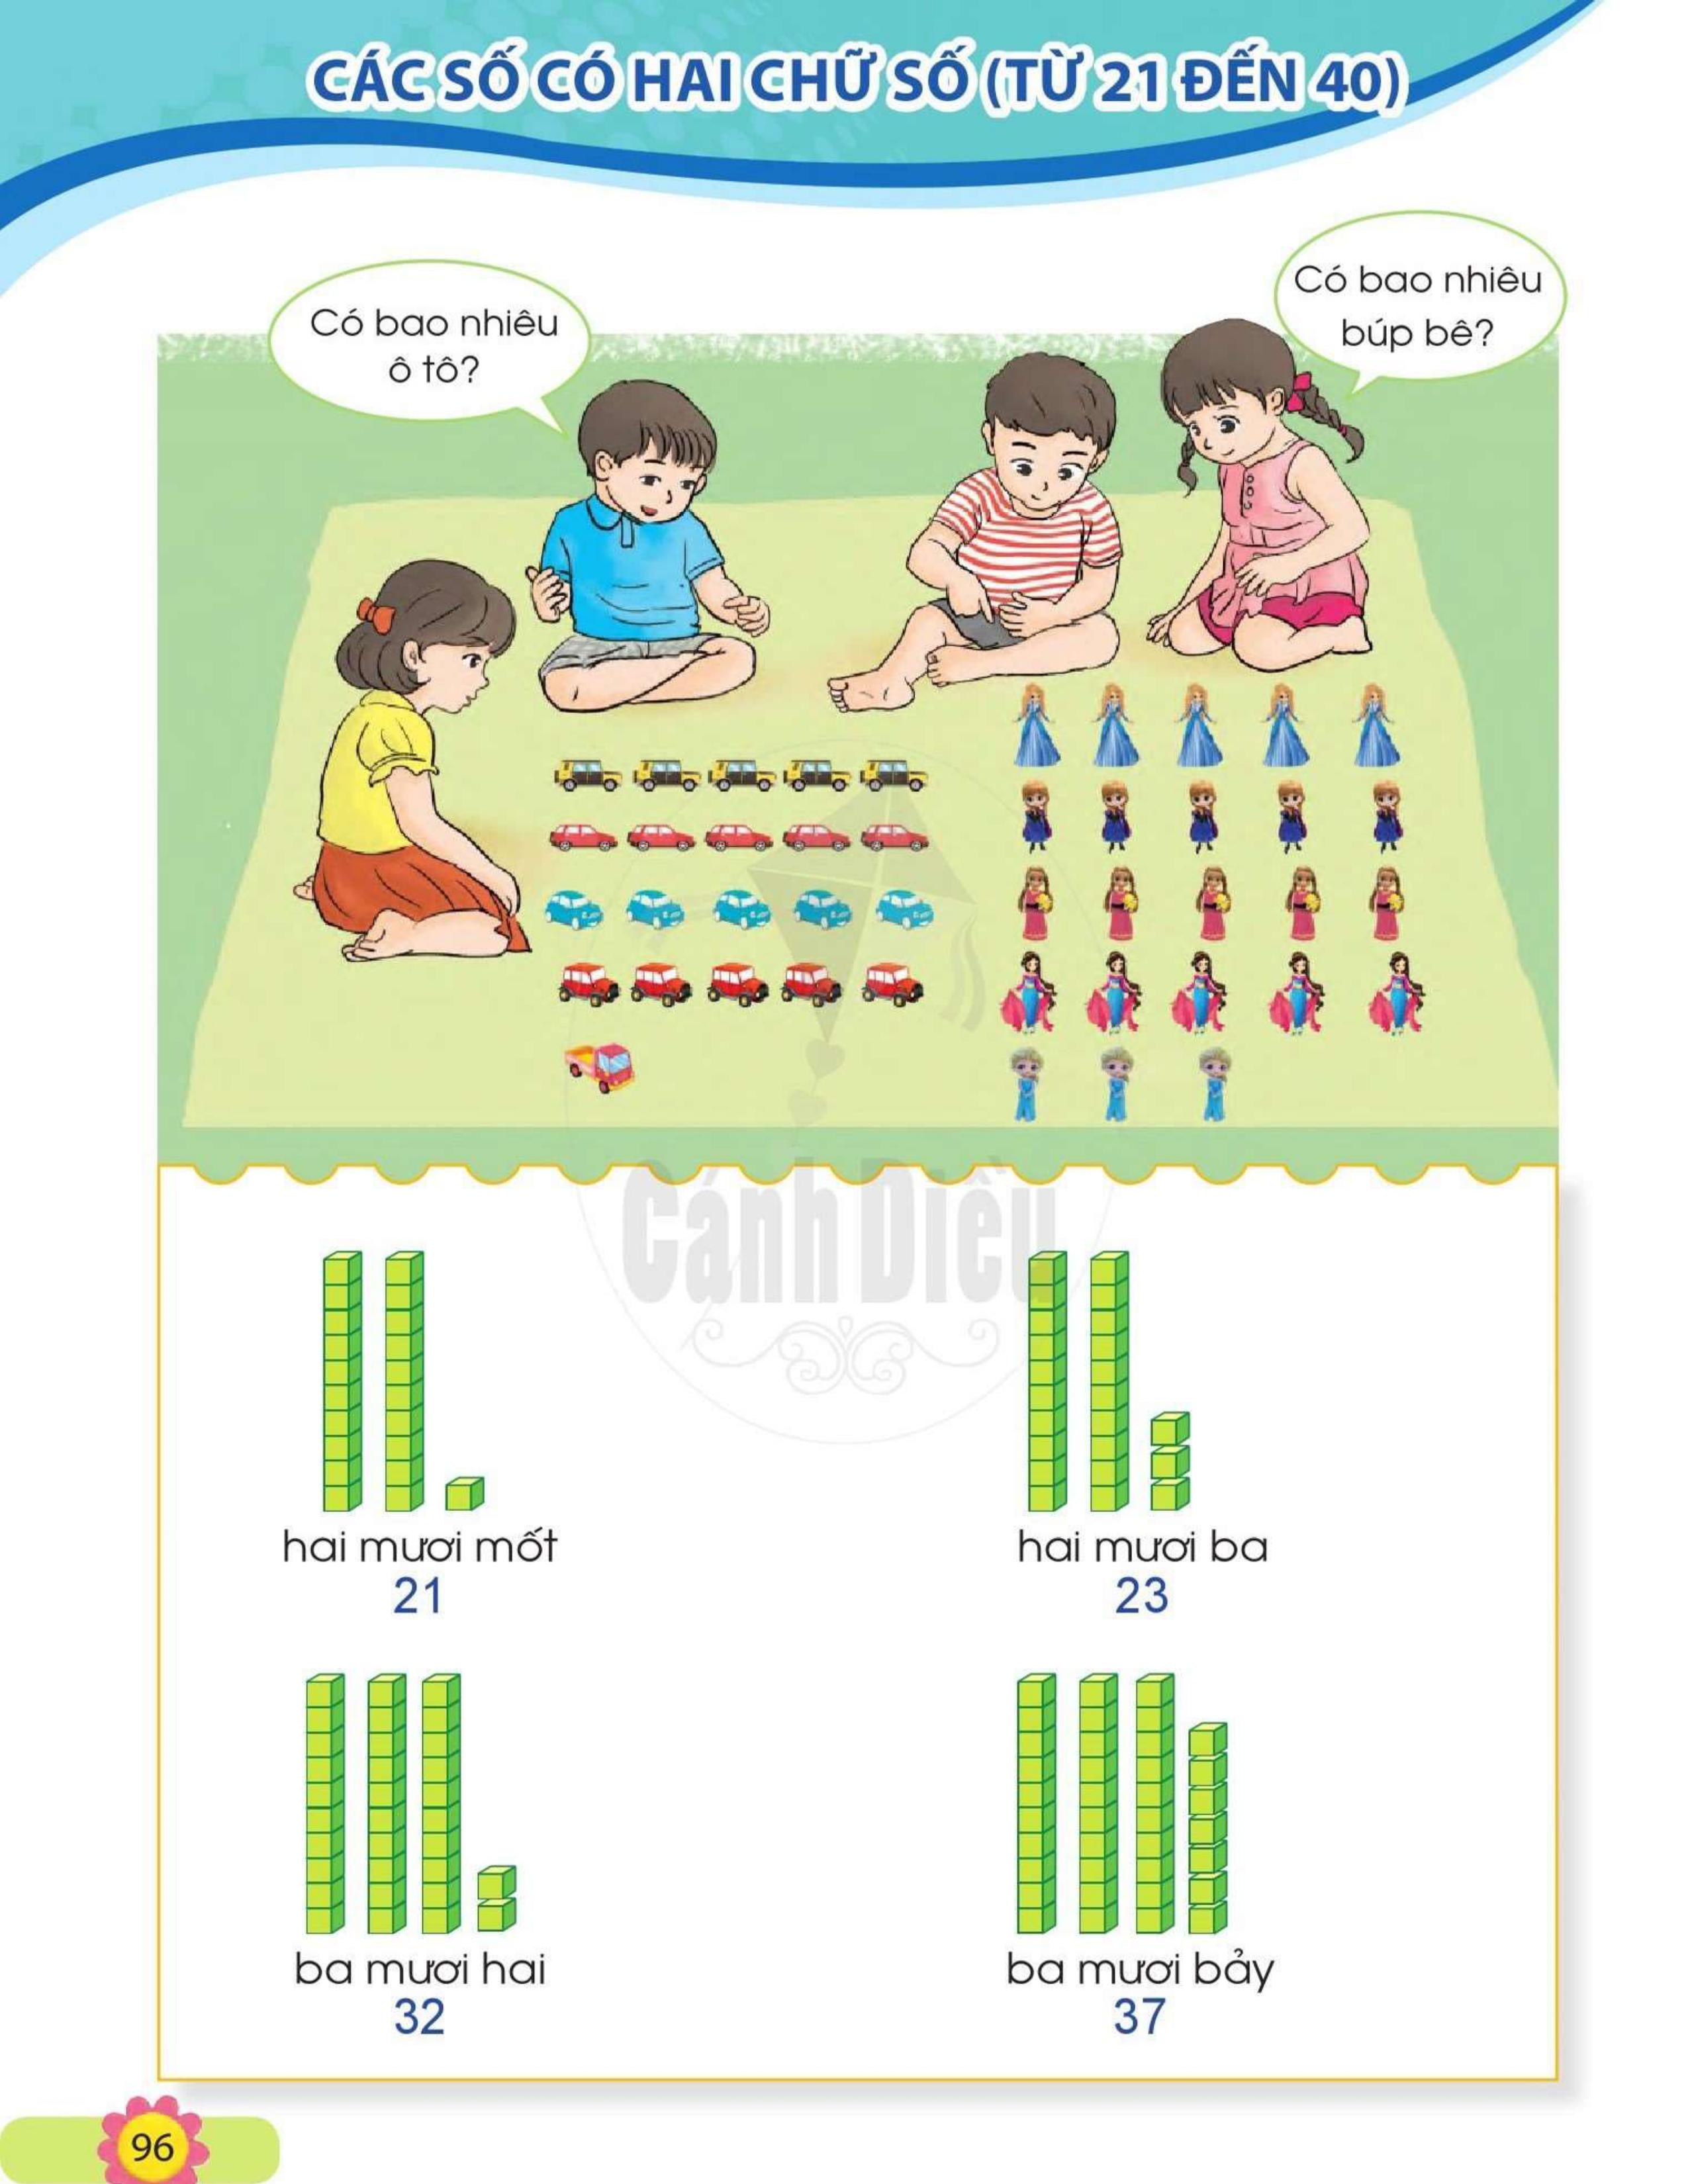 CÁC SỐ CÓ HAI CHỮ SỐ (TỪ 21 ĐẾN 40)
Có bao nhiêu
ô tô?
Có bao nhiêu
búp bê?
Cánh Diều
hai mươi mốt
21
hai mươi ba
23
ba mươi hai
32
ba mươi bảy
37
96